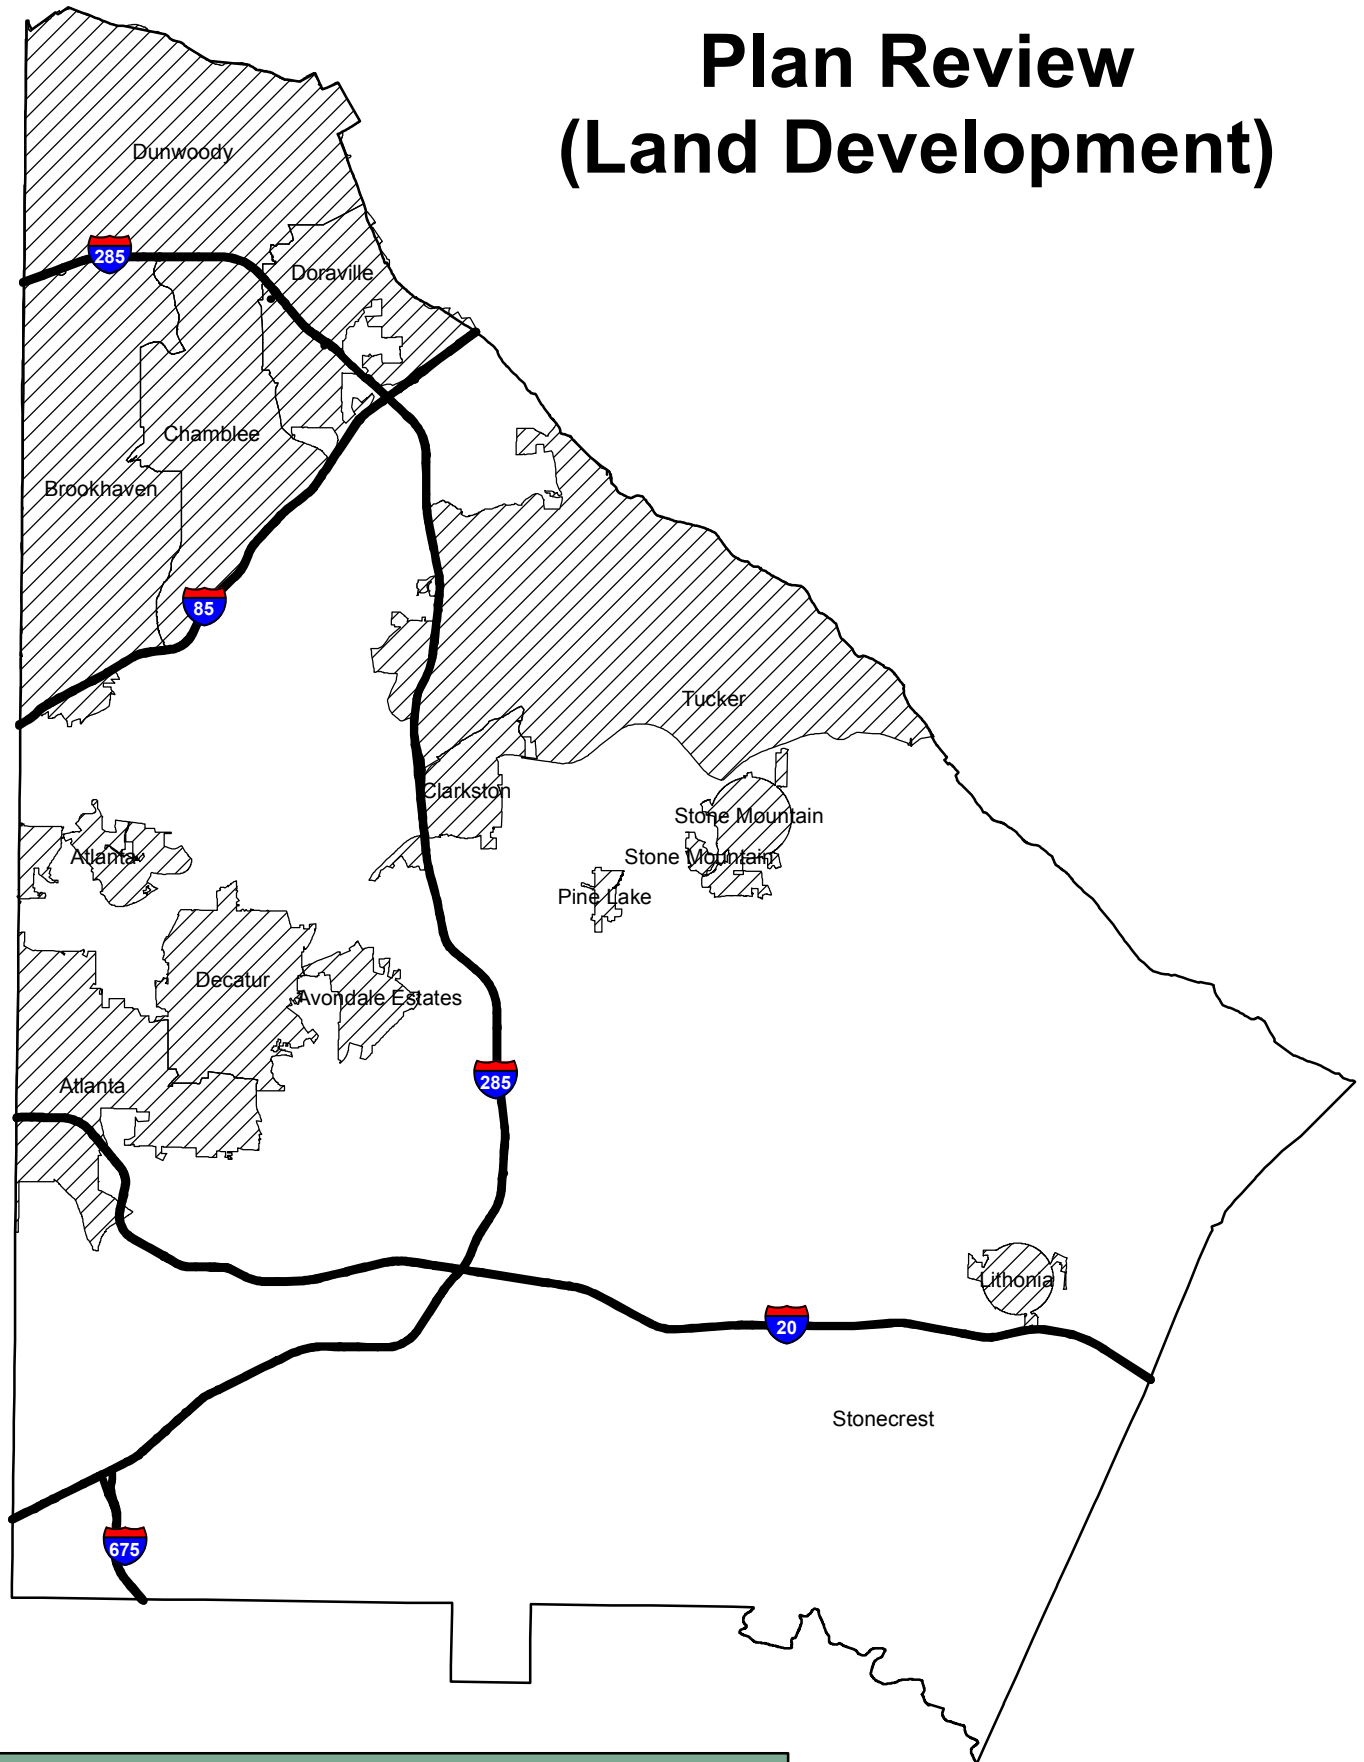 Plan Review
(Land Development)
Dunwoody
285
Doraville
Chamblee
Brookhaven
85
Tucker
Clarkston
Stone Mountain
Atlanta
Stone Mountain
Pine Lake
Decatur
Avondale Estates
285
Atlanta
Lithonia
20
Stonecrest
675